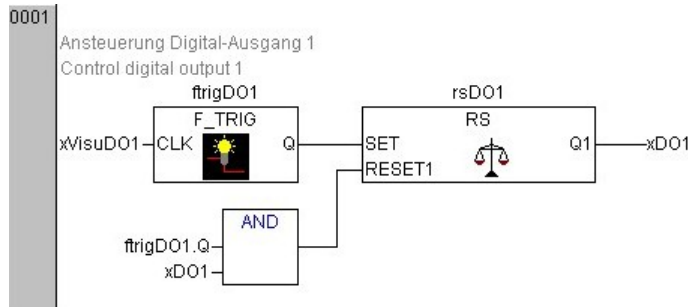 0001
Ansteuerung Digital-Ausgang 1
Control digital output 1
ftrigDO1
rsDO1
F_TRIG
RS
xVisuDO1
CLK
Q
SET
Q1
xDO1
RESET1
AND
ftrigDO1.Q
xDO1